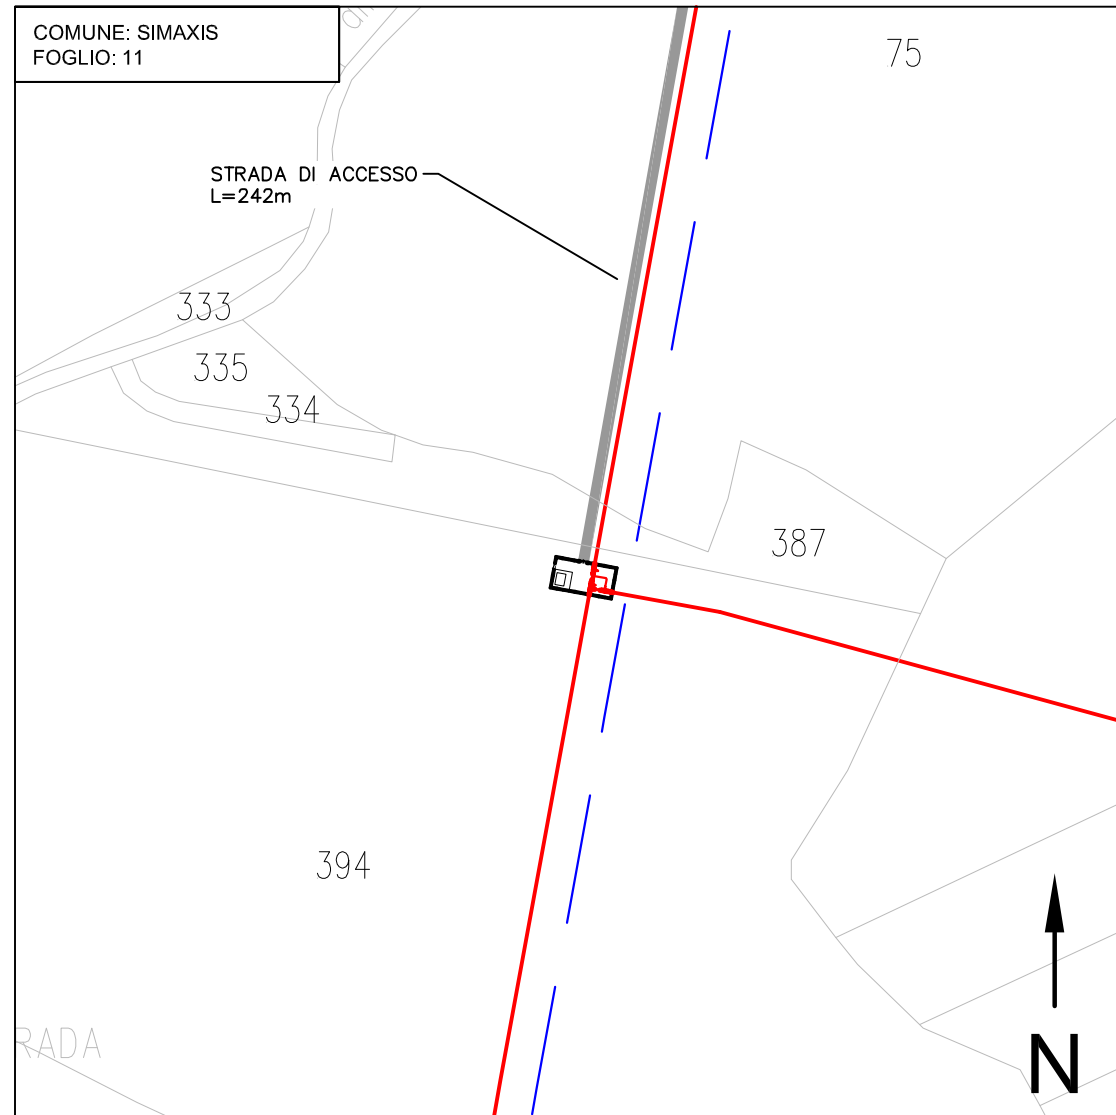 COMUNE: SIMAXIS
FOGLIO: 11
75
STRADA DI ACCESSO
L=242m
333
335
334
387
394
RADA
N